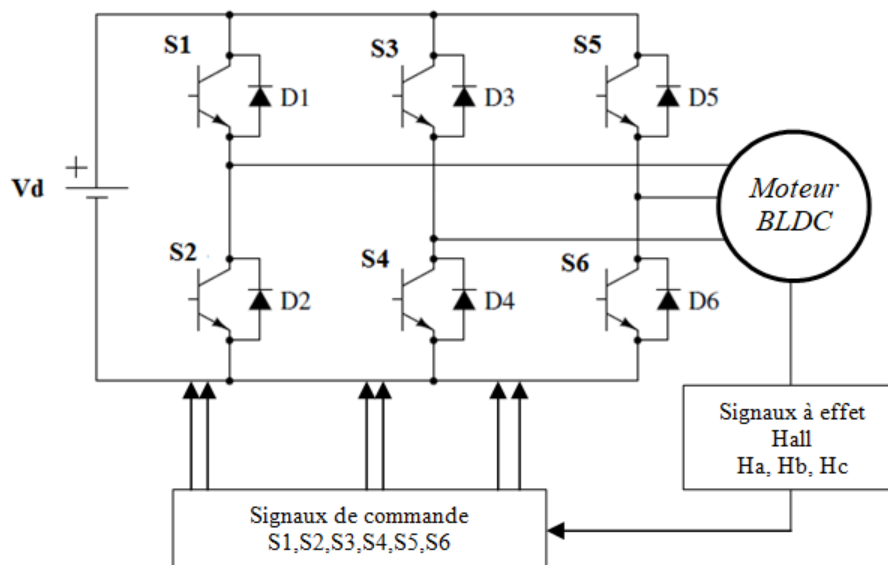 S1
S3
S5
D1
D3
D5
+
Vd
Moteur
BLDC
S2
S4
S6
D2
D4
D6
Signaux à effet
Hall
Ha, Hb, Hc
Signaux de commande
S1,S2,S3,S4,S5,S6